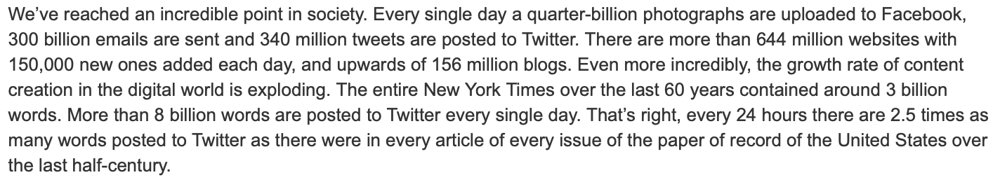 We’ve reached an incredible point in society. Every single day a quarter-billion photographs are uploaded to Facebook,
300 billion emails are sent and 340 million tweets are posted to Twitter. There are more than 644 million websites with
150,000 new ones added each day, and upwards of 156 million blogs. Even more incredibly, the growth rate of content
creation in the digital world is exploding. The entire New York Times over the last 60 years contained around 3 billion
words. More than 8 billion words are posted to Twitter every single day. That’s right, every 24 hours there are 2.5 times as
many words posted to Twitter as there were in every article of every issue of the paper of record of the United States over
the last half-century.